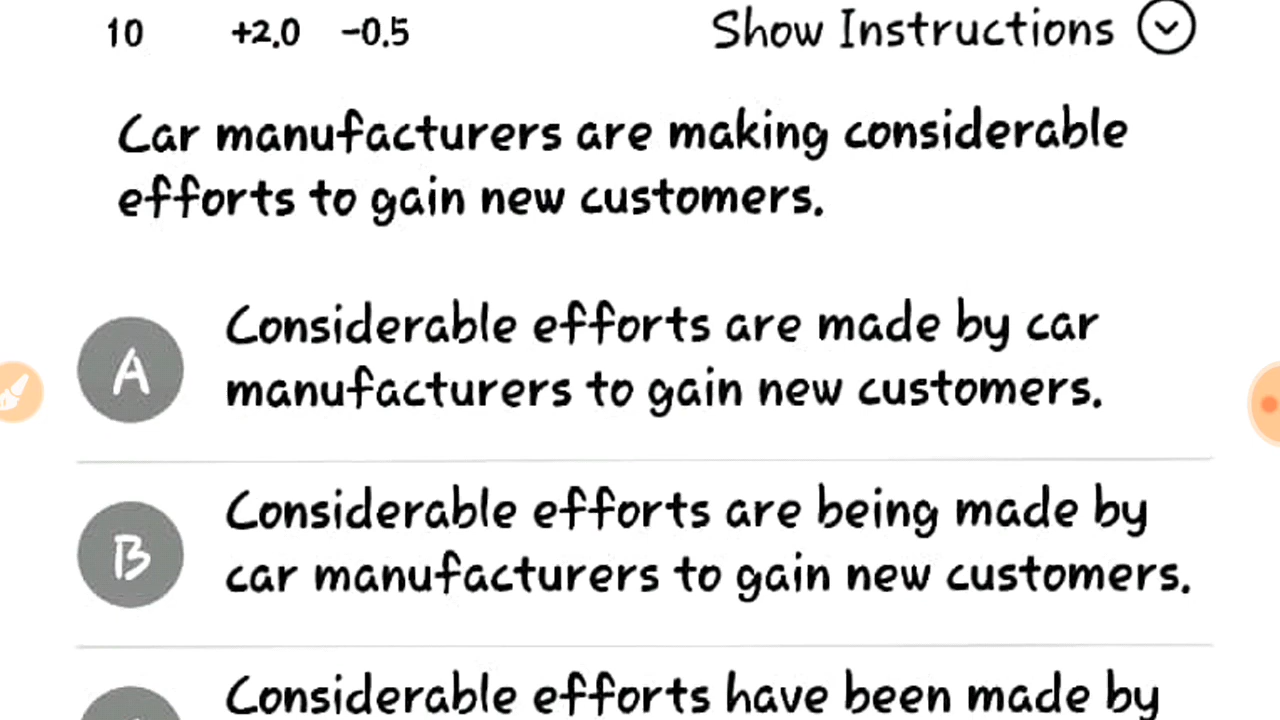 10 +2.0 -0.5 Show Instructions
Car manufacturers are making considerable
efforts to gain new customers.
A
Considerable efforts are made by car
manufacturers to gain new customers.
B
Considerable efforts are being made by
car manufacturers to gain new customers.
Considerable efforts have been made by